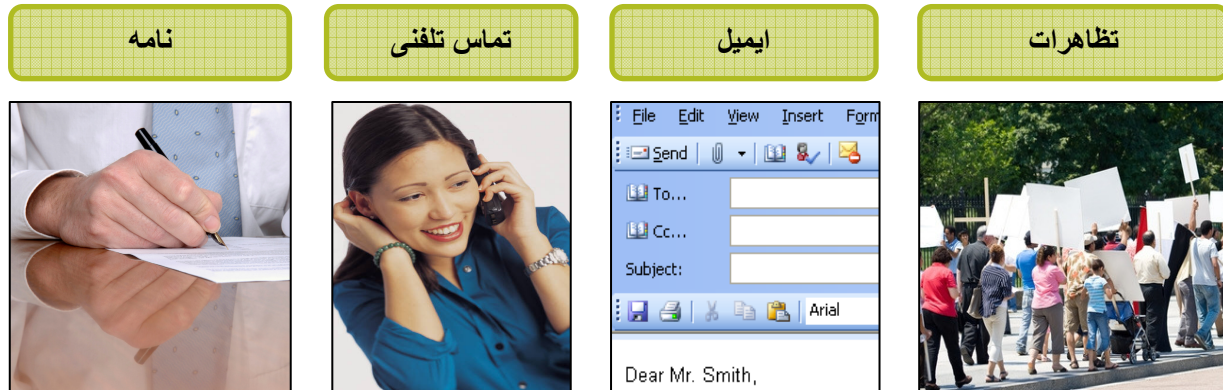 تظاهرات
ایمیل
تماس تلفنی
نامه
File Edit View Insert Form
Send
To...
Cc...
Subject:
Arial
Dear Mr. Smith,